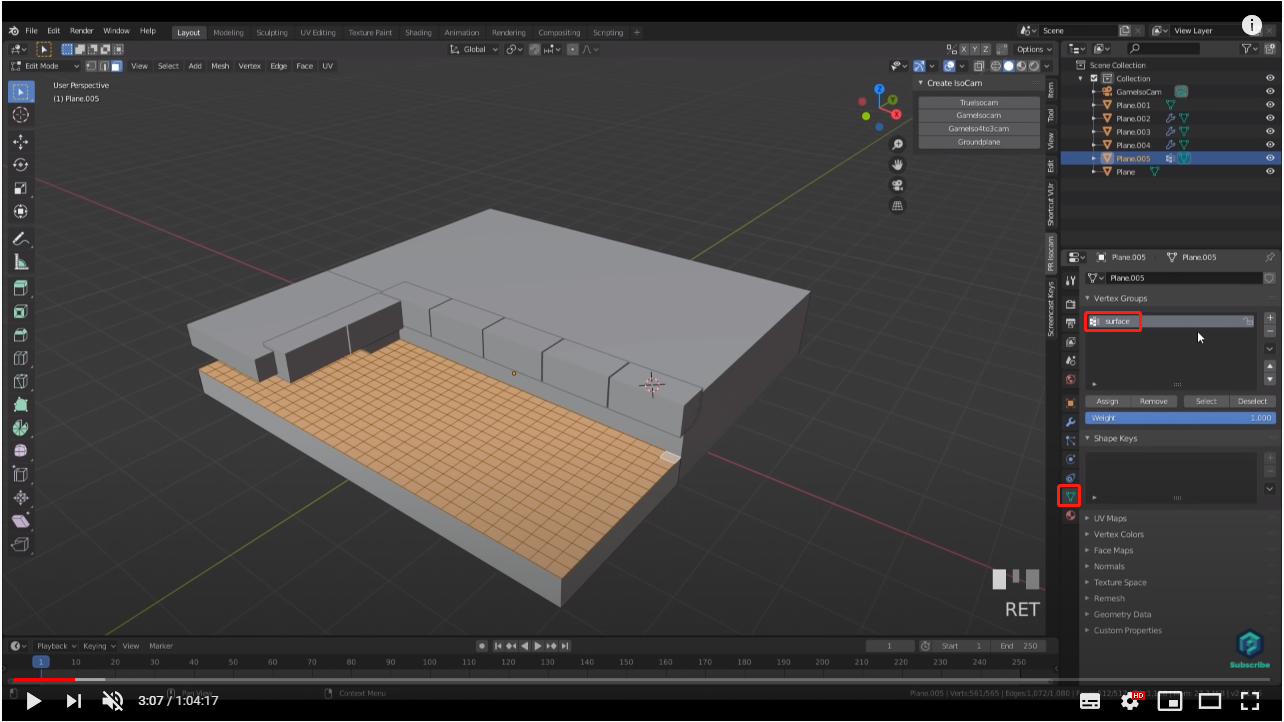 File Edit Render Window Help Layout Modeling Sculpting UV Editing Texture Paint Shading Animation Rendering Compositing Scripting + Scene View Layer
Global X Y Z Options
Edit Mode View Select Add Mesh Vertex Edge Face UV
User Perspective
(1) Plane.005
Create IsoCam
TrueIsocam
GameIsocam
GameIso4to3cam
Groundplane
Z
Y
X
Item
Tool
View
Edit
Shortcut VUr
PR Isocam
Screencast Keys
Scene Collection
Collection
GameIsoCam
Plane.001
Plane.002
Plane.003
Plane.004
Plane.005
Plane
Plane.005 Plane.005
Plane.005
Vertex Groups
surface
Assign Remove Select Deselect
Weight 1.000
Shape Keys
UV Maps
Vertex Colors
Face Maps
Normals
Texture Space
Remesh
Geometry Data
Custom Properties
RET
Subscribe
Playback Keying View Marker 1 Start 1 End 250
1 10 20 30 40 50 60 70 80 90 100 110 120 130 140 150 160 170 180 190 200 210 220 230 240 250
Pan View Context Menu Plane.005 | Verts:561/565 | Edges:1,072/1,080 |
3:07 / 1:04:17 HD